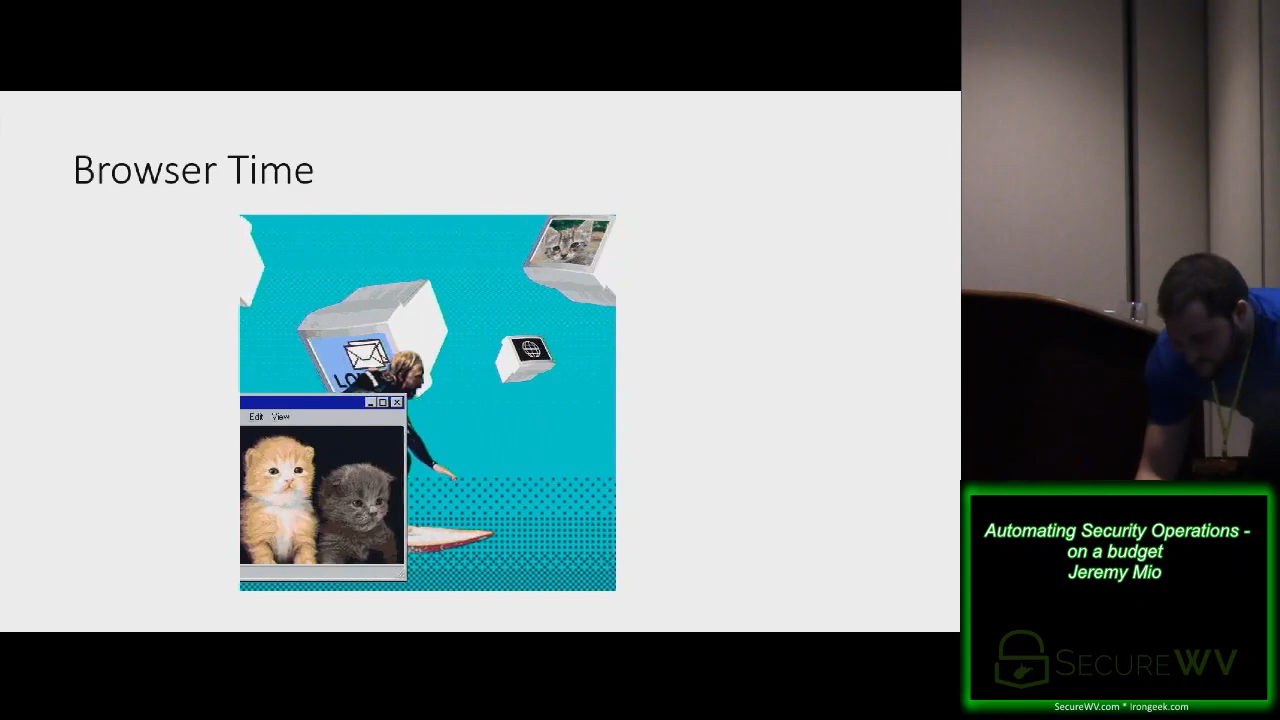 Browser Time
Edit View
Automating Security Operations -
on a budget
Jeremy Mio
SECUREWV
SecureWV.com * Irongeek.com